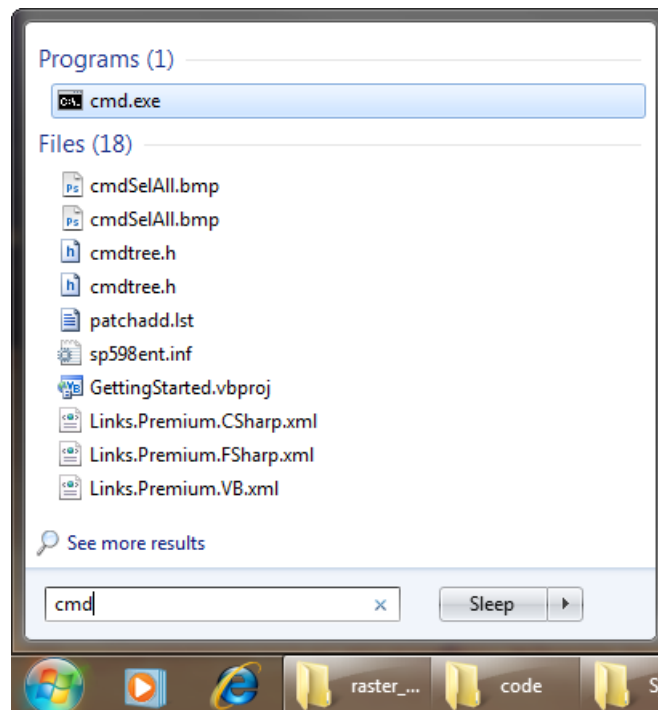 Programs (1)
cmd.exe
Files (18)
cmdSelAll.bmp
cmdSelAll.bmp
cmdtree.h
cmdtree.h
patchadd.lst
sp598ent.inf
GettingStarted.vbproj
Links.Premium.CSharp.xml
Links.Premium.FSharp.xml
Links.Premium.VB.xml
See more results
cmd Sleep
raster_... code S